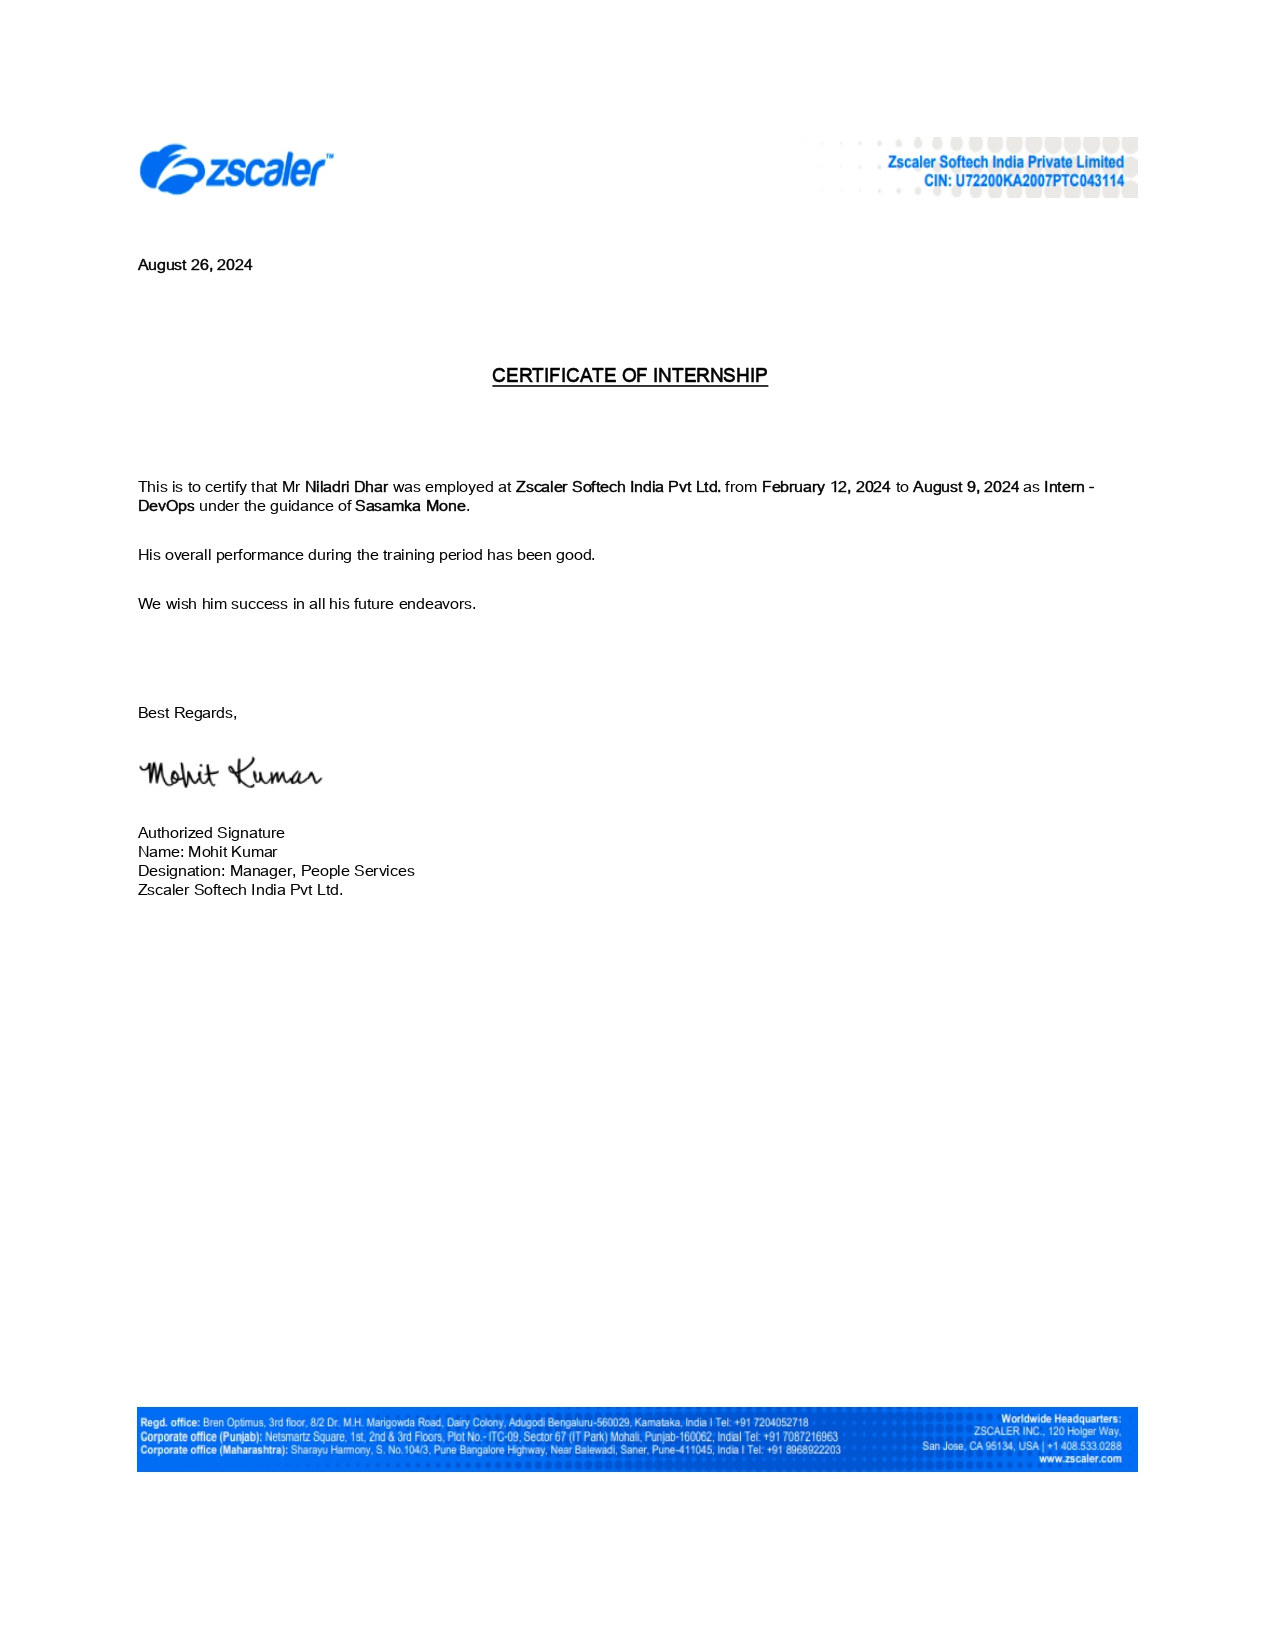 zscaler™
Zscaler Softech India Private Limited
CIN: U72200KA2007PTC043114
August 26, 2024
CERTIFICATE OF INTERNSHIP
This is to certify that Mr Niladri Dhar was employed at Zscaler Softech India Pvt Ltd. from February 12, 2024 to August 9, 2024 as Intern -
DevOps under the guidance of Sasamka Mone.
His overall performance during the training period has been good.
We wish him success in all his future endeavors.
Best Regards,
Mohit Kumar
Authorized Signature
Name: Mohit Kumar
Designation: Manager, People Services
Zscaler Softech India Pvt Ltd.
Regd. office: Bren Optimus, 3rd floor, 8/2 Dr. M.H. Marigowda Road, Dairy Colony, Adugodi Bengaluru-560029, Karnataka, India I Tel: +91 7204052718
Corporate office (Punjab): Netsmartz Square, 1st, 2nd & 3rd Floors, Plot No.- ITC-09, Sector 67 (IT Park) Mohali, Punjab-160062, IndiaI Tel: +91 7087216963
Corporate office (Maharashtra): Sharayu Harmony, S. No.104/3, Pune Bangalore Highway, Near Balewadi, Saner, Pune-411045, India I Tel: +91 8968922203
Worldwide Headquarters:
ZSCALER INC., 120 Holger Way,
San Jose, CA 95134, USA | +1 408.533.0288
www.zscaler.com